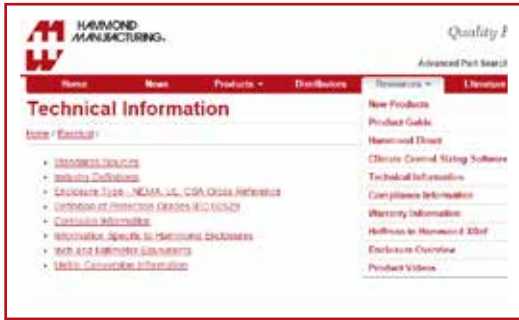 HAMMOND
MANUFACTURING.
Quality
Advanced Part Search
Home News Products Distributors Resources Literature
Technical Information
home / Electrical /
Standards Sources
Industry Definitions
Enclosure Type - NEMA, UL, CSA Cross Reference
Definition of Protection Grades IEC 60529
Corrosion Information
Information Specific to Hammond Enclosures
Inch and Millimeter Equivalents
Metric Conversion Information
New Products
Product Guide
Hammond Direct
Climate Control Sizing Software
Technical Information
Compliance Information
Warranty Information
Hoffman to Hammond XRef
Enclosure Overview
Product Videos